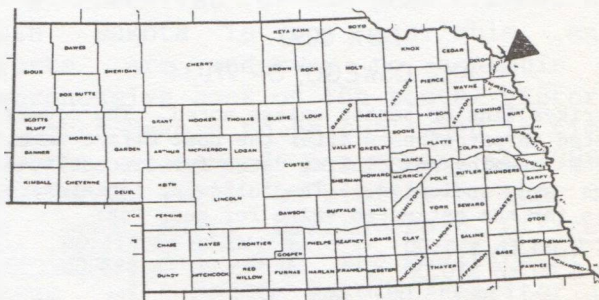 KEYA PAHA
BOYD
DAWES
SIOUX
SHERIDAN
CHERRY
BROWN
ROCK
HOLT
KNOX
CEDAR
DIXON
BOX BUTTE
ANTELOPE
PIERCE
WAYNE
SCOTTS
BLUFF
GRANT
HOOKER
THOMAS
BLAINE
LOUP
GARFIELD
WHEELER
MADISON
STANTON
CUMING
BURT
MORRILL
BANNER
GARDEN
ARTHUR
MCPHERSON
LOGAN
CUSTER
VALLEY
GREELEY
BOONE
NANCE
PLATTE
COLFAX
DODGE
KIMBALL
CHEYENNE
DEUEL
KEITH
LINCOLN
SHERMAN
HOWARD
MERRICK
POLK
BUTLER
SAUNDERS
DOUGLAS
SARPY
PERKINS
DAWSON
BUFFALO
HALL
HAMILTON
YORK
SEWARD
LANCASTER
CASS
OTOE
CHASE
HAYES
FRONTIER
GOSPER
PHELPS
KEARNEY
ADAMS
CLAY
FILLMORE
SALINE
GAGE
JOHNSON
NEMAHA
DUNDY
HITCHCOCK
RED
WILLOW
FURNAS
HARLAN
FRANKLIN
WEBSTER
NUCKOLLS
THAYER
JEFFERSON
PAWNEE
RICHARDSON